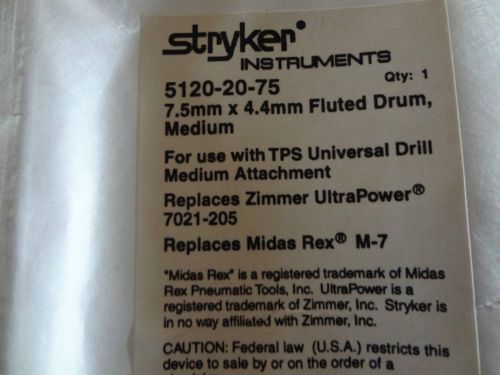 stryker®
INSTRUMENTS
5120-20-75 Qty: 1
7.5mm x 4.4mm Fluted Drum,
Medium
For use with TPS Universal Drill
Medium Attachment
Replaces Zimmer UltraPower®
7021-205
Replaces Midas Rex® M-7
"Midas Rex" is a registered trademark of Midas
Rex Pneumatic Tools, Inc. UltraPower is a
registered trademark of Zimmer, Inc. Stryker is
in no way affiliated with Zimmer, Inc.
CAUTION: Federal law (U.S.A.) restricts this
device to sale by or on the order of a